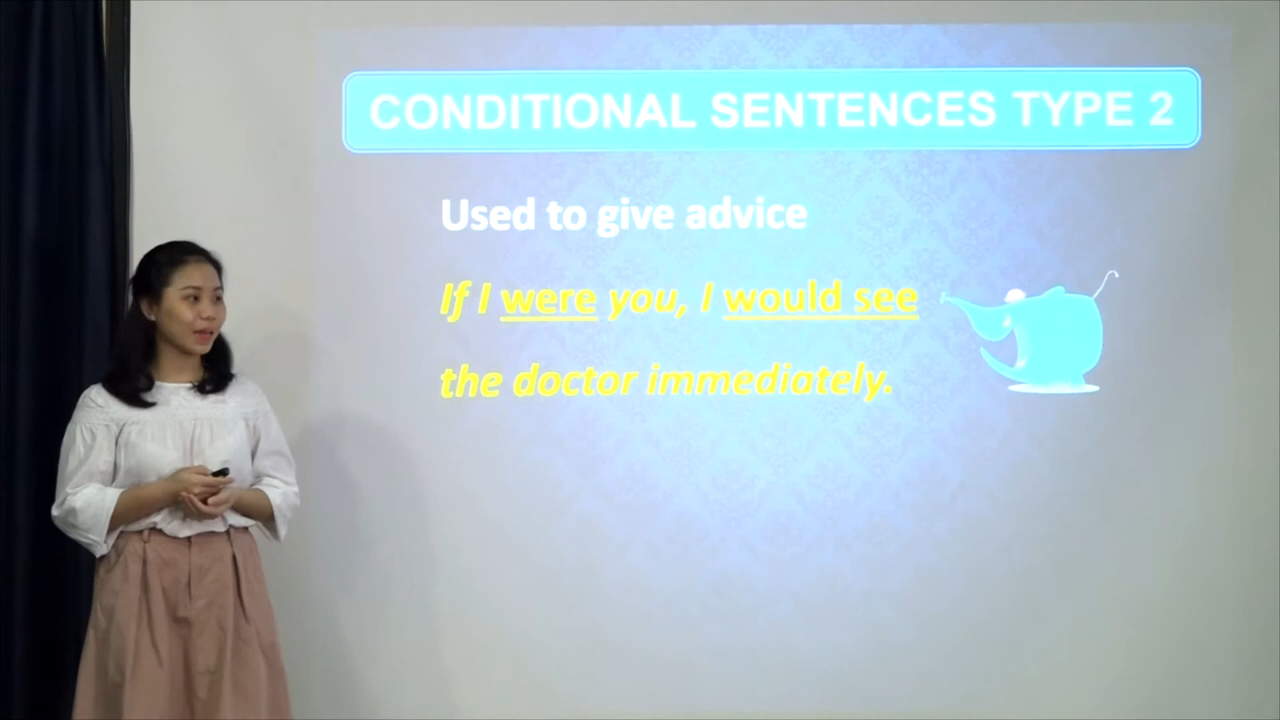 CONDITIONAL SENTENCES TYPE 2
Used to give advice
If I were you, I would see
the doctor immediately.